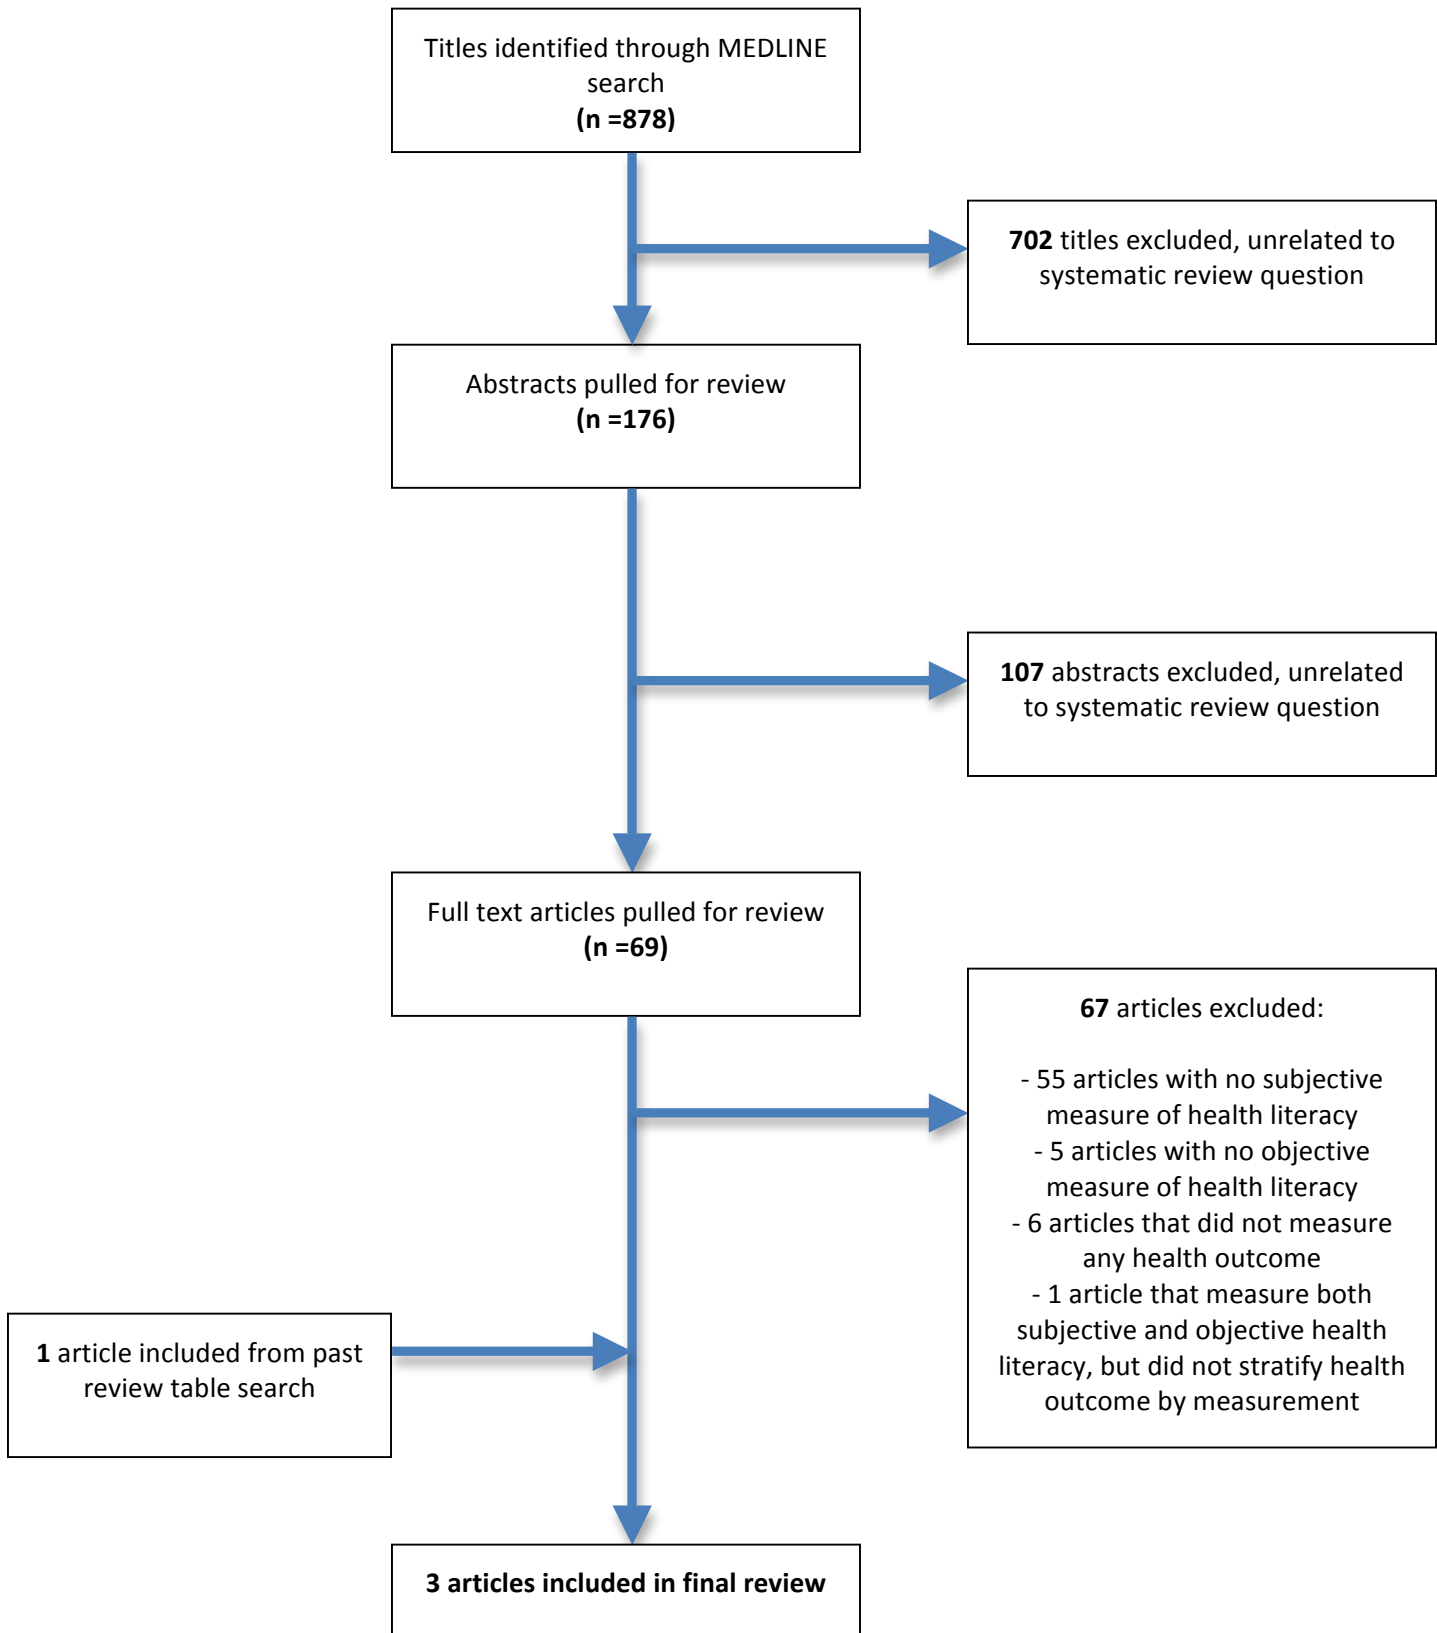 Titles identified through MEDLINE
search
(n =878)
702 titles excluded, unrelated to
systematic review question
Abstracts pulled for review
(n =176)
107 abstracts excluded, unrelated
to systematic review question
Full text articles pulled for review
(n =69)
67 articles excluded:
- 55 articles with no subjective
measure of health literacy
- 5 articles with no objective
measure of health literacy
- 6 articles that did not measure
any health outcome
- 1 article that measure both
subjective and objective health
literacy, but did not stratify health
outcome by measurement
1 article included from past
review table search
3 articles included in final review